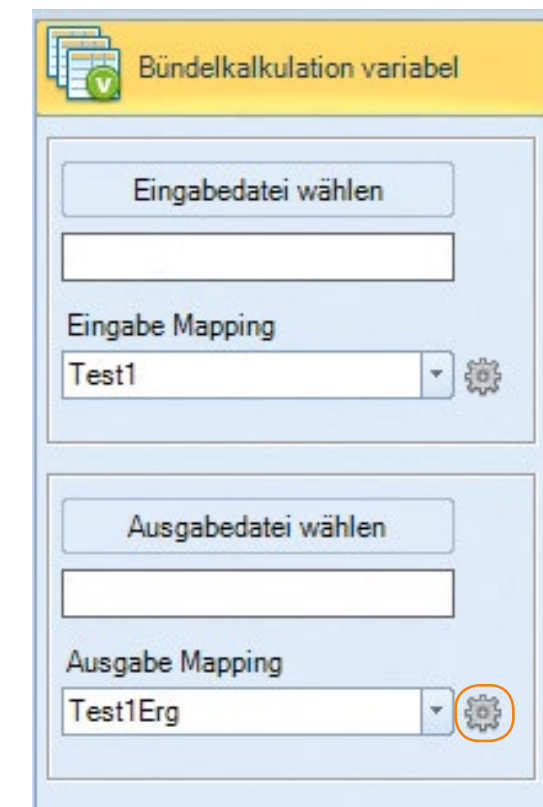 Bündelkalkulation variabel
Eingabedatei wählen
Eingabe Mapping
Test1
Ausgabedatei wählen
Ausgabe Mapping
Test1Erg